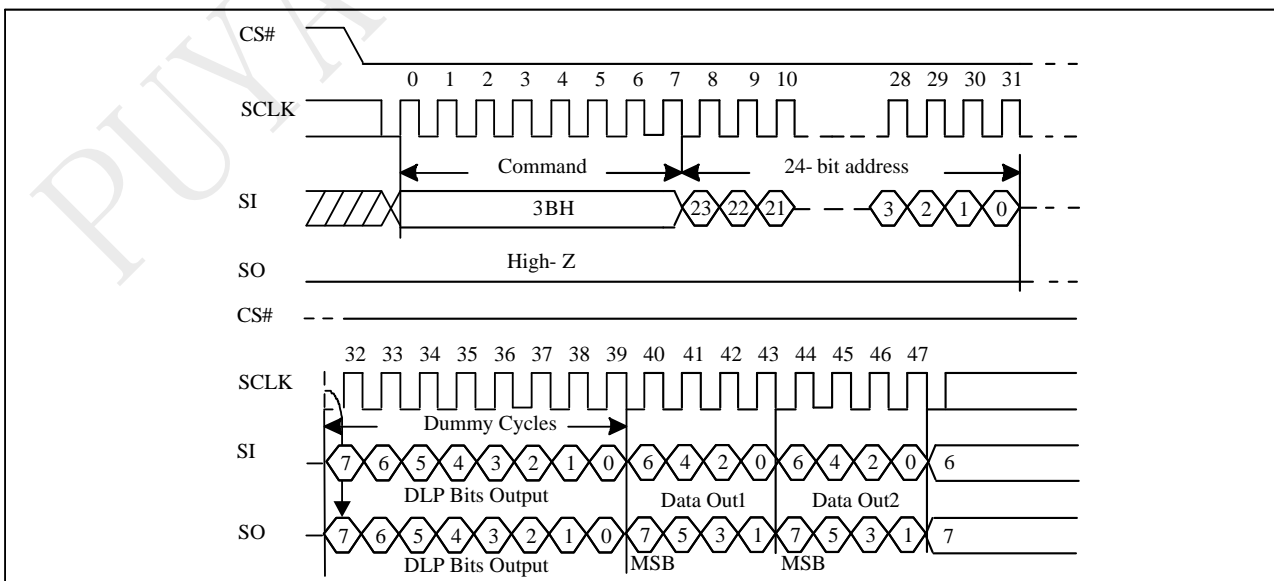 PUYA
CS#
0 1 2 3 4 5 6 7 8 9 10 28 29 30 31
SCLK
Command 24- bit address
SI 3BH 23 22 21 3 2 1 0
SO High- Z
CS#
32 33 34 35 36 37 38 39 40 41 42 43 44 45 46 47
SCLK
Dummy Cycles
SI 7 6 5 4 3 2 1 0 6 4 2 0 6 4 2 0 6
DLP Bits Output Data Out1 Data Out2
SO 7 6 5 4 3 2 1 0 7 5 3 1 7 5 3 1 7
DLP Bits Output MSB MSB